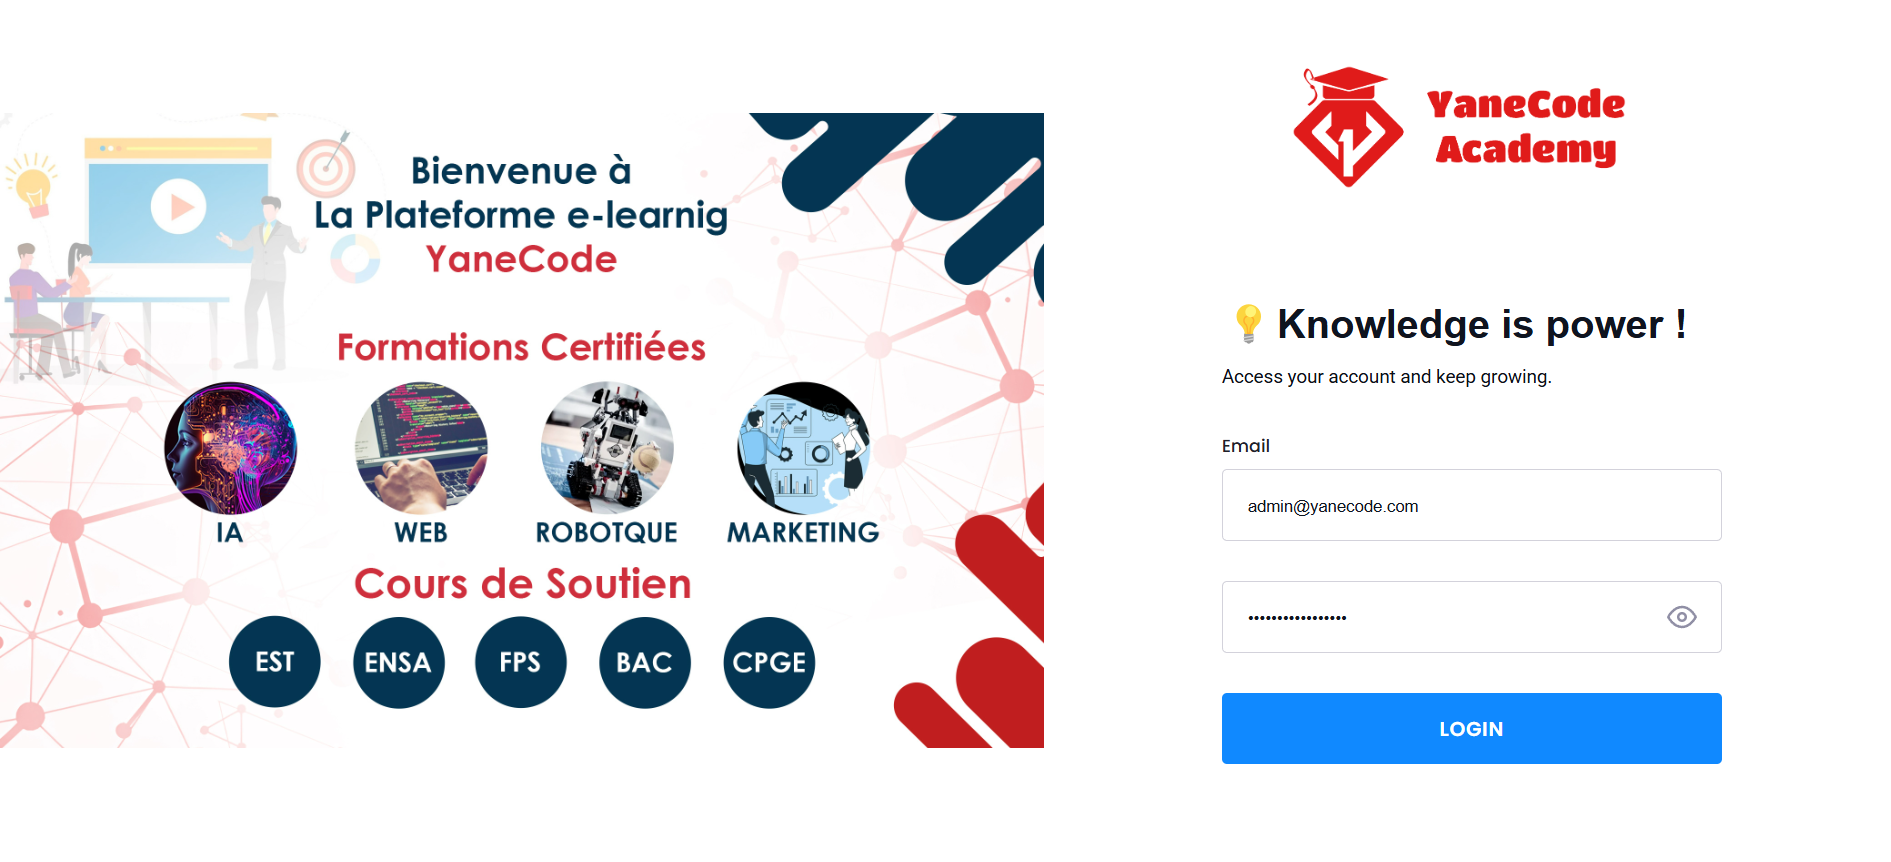 Bienvenue à
La Plateforme e-learnig
YaneCode
Formations Certifiées
IA
WEB
ROBOTQUE
MARKETING
Cours de Soutien
EST
ENSA
FPS
BAC
CPGE
YaneCode
Academy
💡 Knowledge is power !
Access your account and keep growing.
Email
admin@yanecode.com
•••••••••••••••••
LOGIN